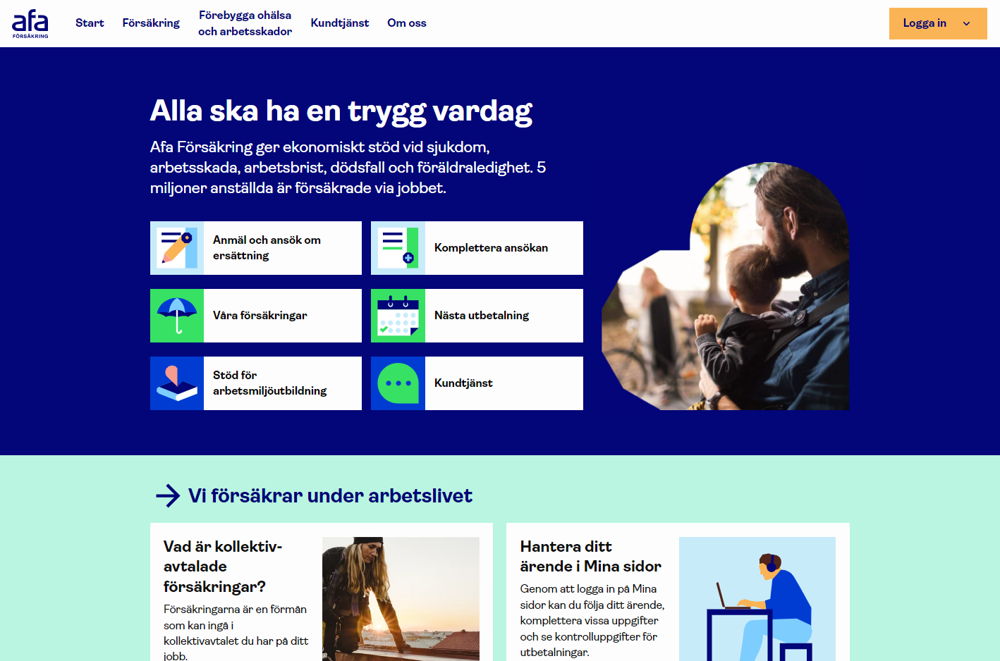 afa
FÖRSÄKRING
Start
Försäkring
Förebygga ohälsa
och arbetsskador
Kundtjänst
Om oss
Logga in
Alla ska ha en trygg vardag
Afa Försäkring ger ekonomiskt stöd vid sjukdom,
arbetsskada, arbetsbrist, dödsfall och föräldraledighet. 5
miljoner anställda är försäkrade via jobbet.
Anmäl och ansök om
ersättning
Komplettera ansökan
Våra försäkringar
Nästa utbetalning
Stöd för
arbetsmiljöutbildning
Kundtjänst
Vi försäkrar under arbetslivet
Vad är kollektiv-
avtalade
försäkringar?
Försäkringarna är en förmån
som kan ingå i
kollektivavtalet du har på ditt
jobb.
Hantera ditt
ärende i Mina sidor
Genom att logga in på Mina
sidor kan du följa ditt ärende,
komplettera vissa uppgifter
och se kontrolluppgifter för
utbetalningar.